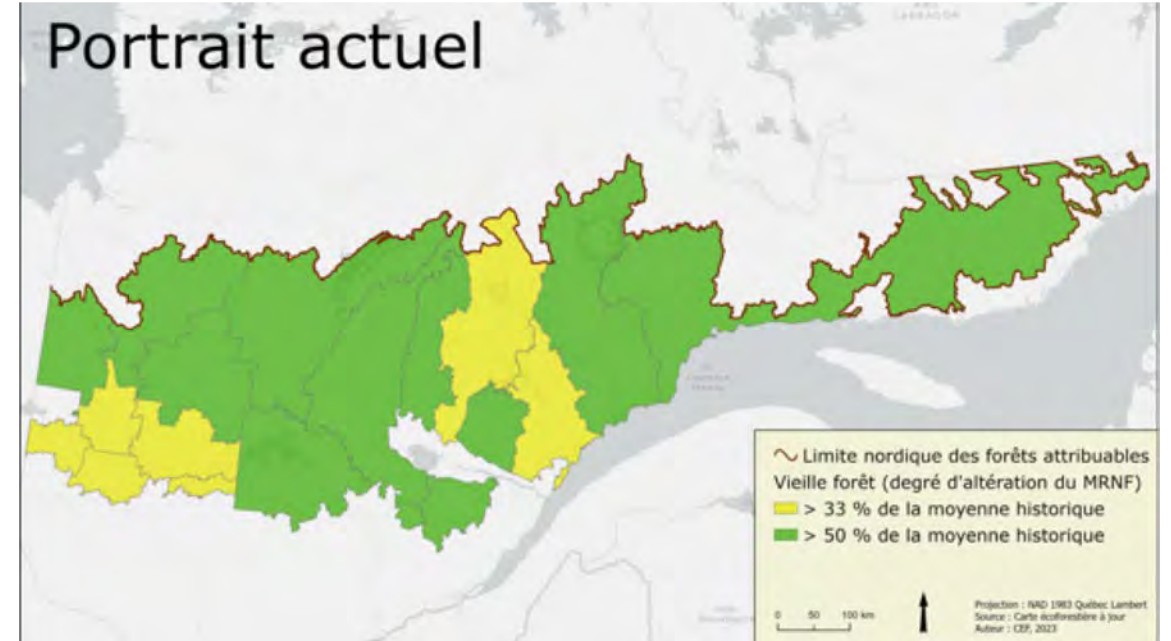 Portrait actuel
LABRADOR
Limite nordique des forêts attribuables
Vieille forêt (degré d'altération du MRNF)
> 33 % de la moyenne historique
> 50 % de la moyenne historique
0 50 100 km
Projection : NAD 1983 Québec Lambert
Source : Carte écoforestière à jour
Auteur : CEF, 2023